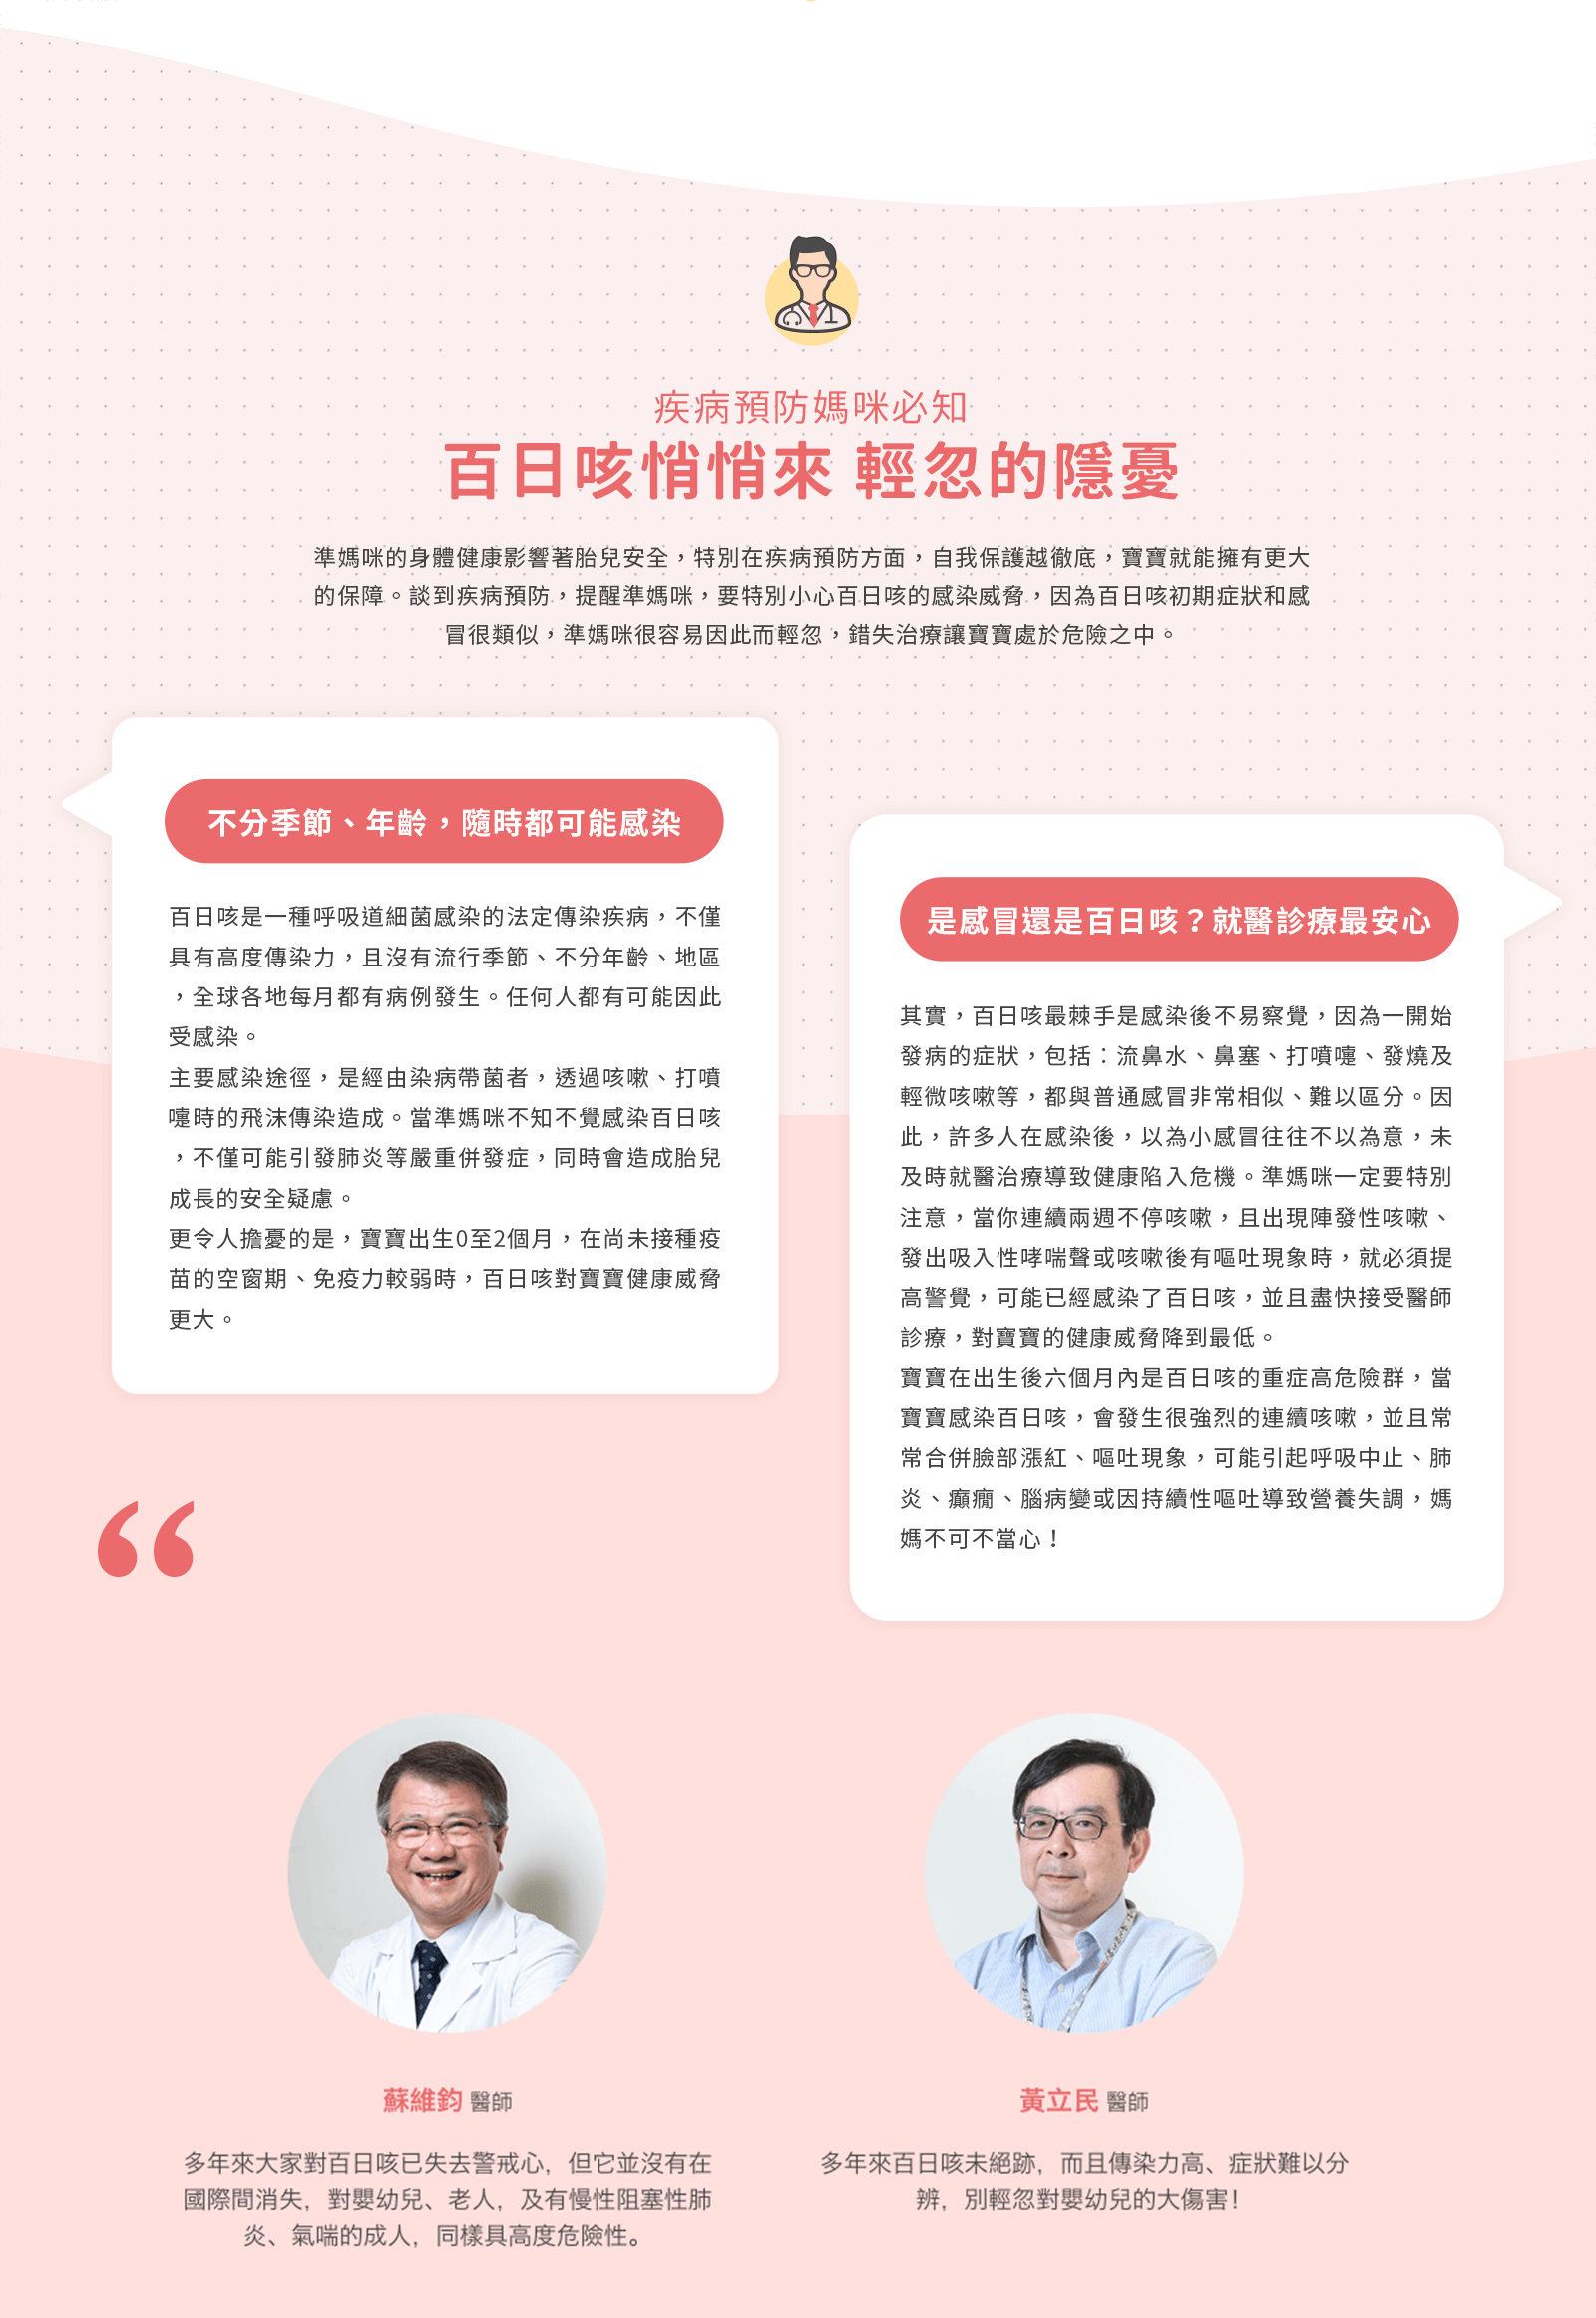 疾病預防媽咪必知
百日咳悄悄來 輕忽的隱憂
準媽咪的身體健康影響著胎兒安全，特別在疾病預防方面，自我保護越徹底，寶寶就能擁有更大
的保障。談到疾病預防，提醒準媽咪，要特別小心百日咳的感染威脅，因為百日咳初期症狀和感
冒很類似，準媽咪很容易因此而輕忽，錯失治療讓寶寶處於危險之中。
不分季節、年齡，隨時都可能感染
百日咳是一種呼吸道細菌感染的法定傳染疾病，不僅
具有高度傳染力，且沒有流行季節、不分年齡、地區
，全球各地每月都有病例發生。任何人都有可能因此
受感染。
主要感染途徑，是經由染病帶菌者，透過咳嗽、打噴
嚏時的飛沫傳染造成。當準媽咪不知不覺感染百日咳
，不僅可能引發肺炎等嚴重併發症，同時會造成胎兒
成長的安全疑慮。
更令人擔憂的是，寶寶出生0至2個月，在尚未接種疫
苗的空窗期、免疫力較弱時，百日咳對寶寶健康威脅
更大。
是感冒還是百日咳？就醫診療最安心
其實，百日咳最棘手是感染後不易察覺，因為一開始
發病的症狀，包括：流鼻水、鼻塞、打噴嚏、發燒及
輕微咳嗽等，都與普通感冒非常相似、難以區分。因
此，許多人在感染後，以為小感冒往往不以為意，未
及時就醫治療導致健康陷入危機。準媽咪一定要特別
注意，當你連續兩週不停咳嗽，且出現陣發性咳嗽、
發出吸入性哮喘聲或咳嗽後有嘔吐現象時，就必須提
高警覺，可能已經感染了百日咳，並且盡快接受醫師
診療，對寶寶的健康威脅降到最低。
寶寶在出生後六個月內是百日咳的重症高危險群，當
寶寶感染百日咳，會發生很強烈的連續咳嗽，並且常
常合併臉部漲紅、嘔吐現象，可能引起呼吸中止、肺
炎、癲癇、腦病變或因持續性嘔吐導致營養失調，媽
媽不可不當心！
蘇維鈞 醫師
多年來大家對百日咳已失去警戒心，但它並沒有在
國際間消失，對嬰幼兒、老人，及有慢性阻塞性肺
炎、氣喘的成人，同樣具高度危險性。
黃立民 醫師
多年來百日咳未絕跡，而且傳染力高、症狀難以分
辨，別輕忽對嬰幼兒的大傷害！